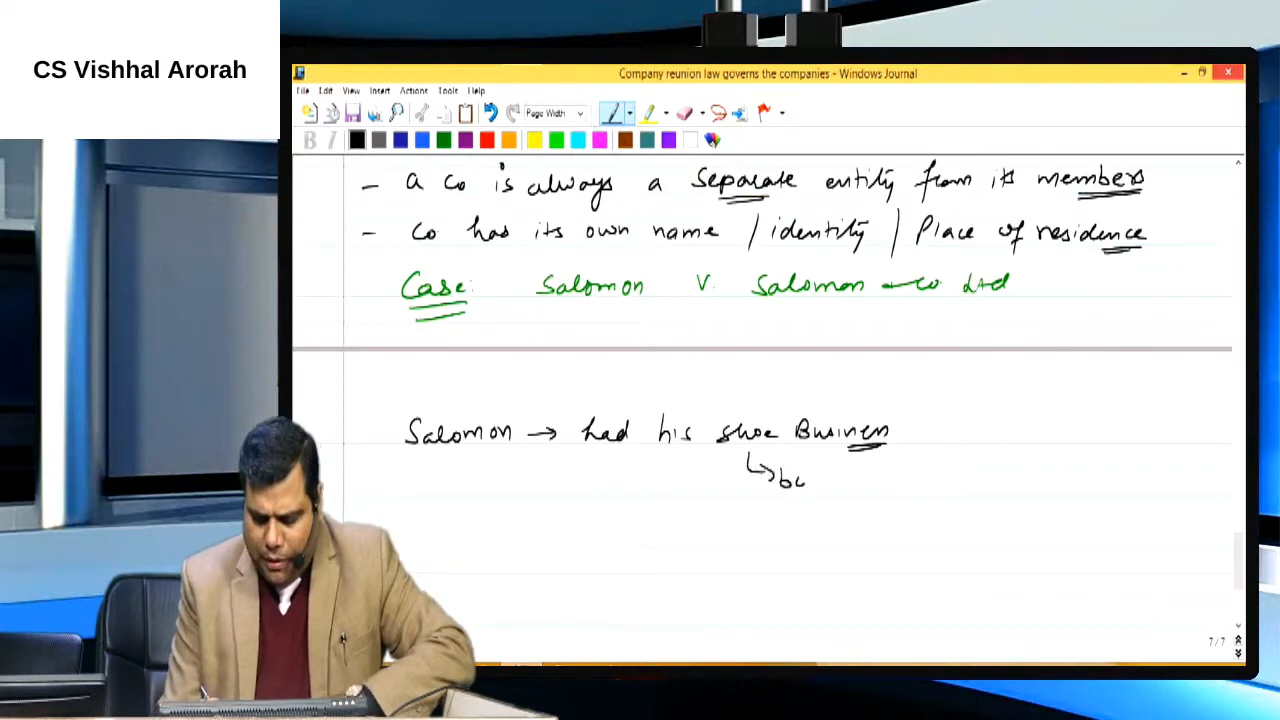 CS Vishhal Arorah
Company reunion law governs the companies - Windows Journal
File Edit View Insert Actions Tools Help
Page Width
B I
- a Co is always a Separate entity from its members
- Co has its own name / identity / Place of residence
Case: Salomon V. Salomon Co Ltd
Salomon → had his shoe Business
↳ bo
7/7